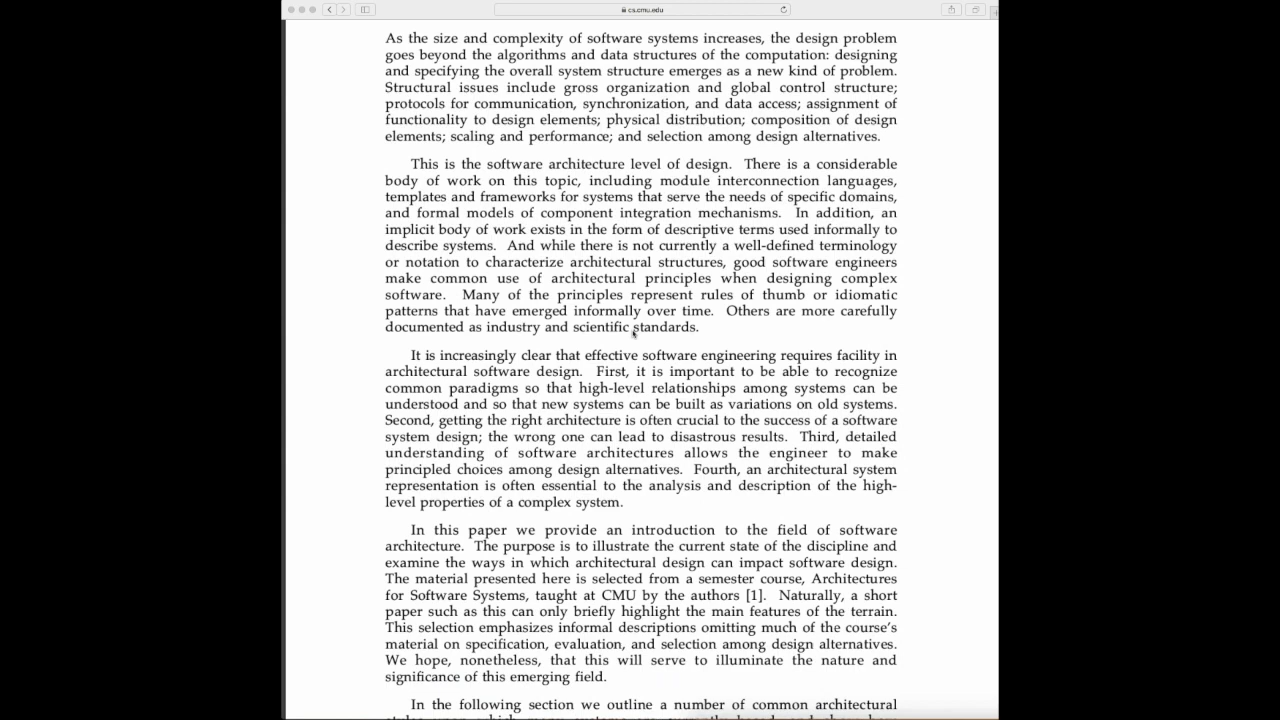 cs.cmu.edu
As the size and complexity of software systems increases, the design problem
goes beyond the algorithms and data structures of the computation: designing
and specifying the overall system structure emerges as a new kind of problem.
Structural issues include gross organization and global control structure;
protocols for communication, synchronization, and data access; assignment of
functionality to design elements; physical distribution; composition of design
elements; scaling and performance; and selection among design alternatives.
This is the software architecture level of design. There is a considerable
body of work on this topic, including module interconnection languages,
templates and frameworks for systems that serve the needs of specific domains,
and formal models of component integration mechanisms. In addition, an
implicit body of work exists in the form of descriptive terms used informally to
describe systems. And while there is not currently a well-defined terminology
or notation to characterize architectural structures, good software engineers
make common use of architectural principles when designing complex
software. Many of the principles represent rules of thumb or idiomatic
patterns that have emerged informally over time. Others are more carefully
documented as industry and scientific standards.
It is increasingly clear that effective software engineering requires facility in
architectural software design. First, it is important to be able to recognize
common paradigms so that high-level relationships among systems can be
understood and so that new systems can be built as variations on old systems.
Second, getting the right architecture is often crucial to the success of a software
system design; the wrong one can lead to disastrous results. Third, detailed
understanding of software architectures allows the engineer to make
principled choices among design alternatives. Fourth, an architectural system
representation is often essential to the analysis and description of the high-
level properties of a complex system.
In this paper we provide an introduction to the field of software
architecture. The purpose is to illustrate the current state of the discipline and
examine the ways in which architectural design can impact software design.
The material presented here is selected from a semester course, Architectures
for Software Systems, taught at CMU by the authors [1]. Naturally, a short
paper such as this can only briefly highlight the main features of the terrain.
This selection emphasizes informal descriptions omitting much of the course's
material on specification, evaluation, and selection among design alternatives.
We hope, nonetheless, that this will serve to illuminate the nature and
significance of this emerging field.
In the following section we outline a number of common architectural